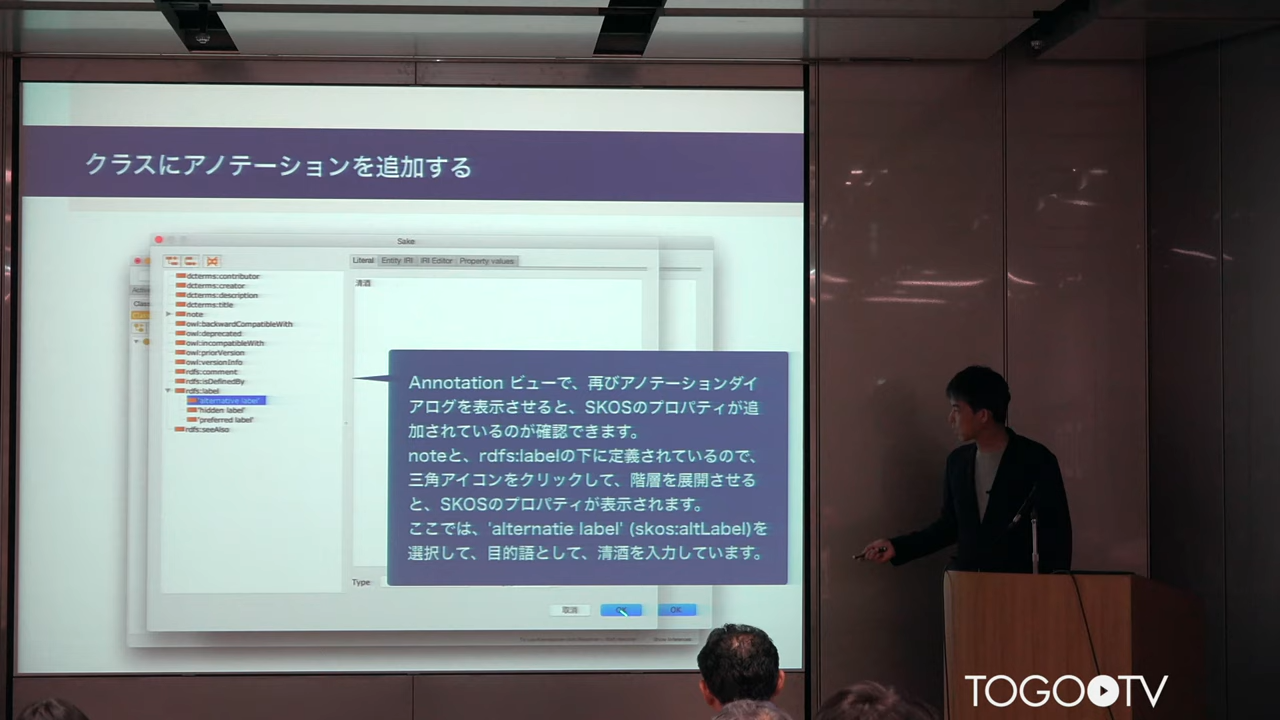 クラスにアノテーションを追加する
Sake
Literal Entity IRI IRI Editor Property values
dcterms:contributor
dcterms:creator
dcterms:description
dcterms:title
note
owl:backwardCompatibleWith
owl:deprecated
owl:incompatibleWith
owl:priorVersion
owl:versionInfo
rdfs:comment
rdfs:isDefinedBy
rdfs:label
'alternative label'
'hidden label'
'preferred label'
rdfs:seeAlso
清酒
Annotation ビューで、再びアノテーションダイ
アログを表示させると、SKOSのプロパティが追
加されているのが確認できます。
noteと、rdfs:labelの下に定義されているので、
三角アイコンをクリックして、階層を展開させる
と、SKOSのプロパティが表示されます。
ここでは、'alternatie label' (skos:altLabel)を
選択して、目的語として、清酒を入力しています。
Type
取消
OK
OK
TOGOTV